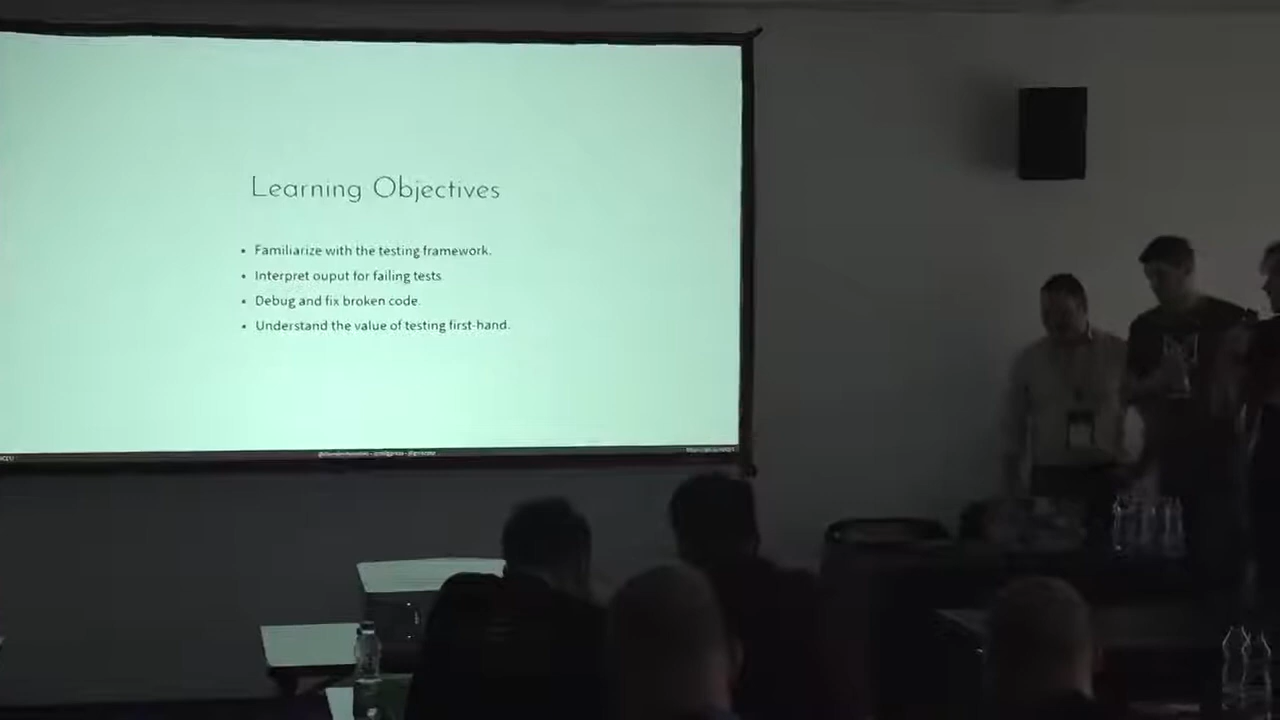 Learning Objectives
• Familiarize with the testing framework.
• Interpret ouput for failing tests.
• Debug and fix broken code.
• Understand the value of testing first-hand.